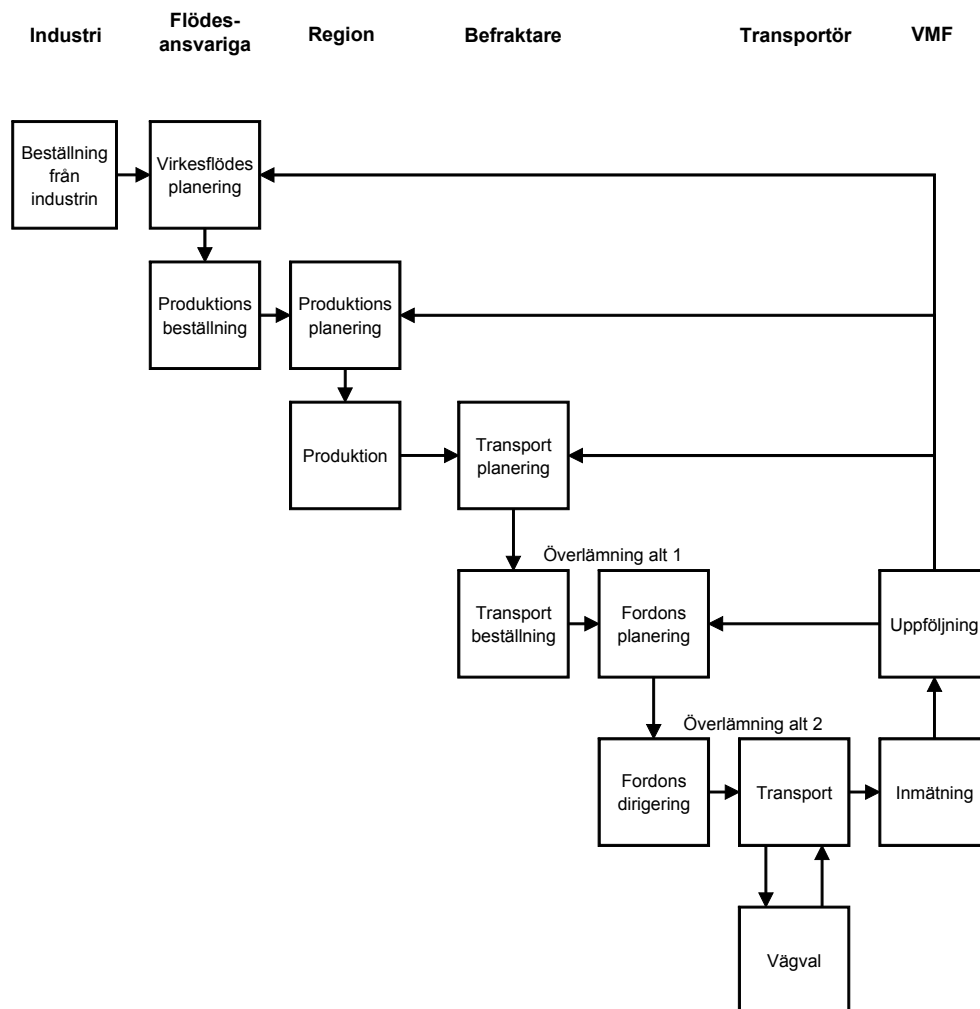 Industri
Flödes-
ansvariga
Region
Befraktare
Transportör
VMF
Beställning
från
industrin
Virkesflödes
planering
Produktions
beställning
Produktions
planering
Produktion
Transport
planering
Överlämning alt 1
Transport
beställning
Fordons
planering
Uppföljning
Överlämning alt 2
Fordons
dirigering
Transport
Inmätning
Vägval